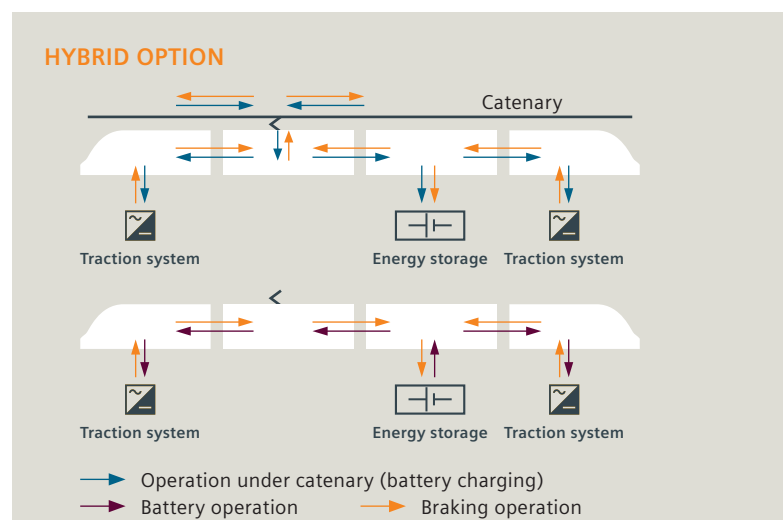 HYBRID OPTION
Catenary
Traction system
Energy storage
Traction system
Traction system
Energy storage
Traction system
Operation under catenary (battery charging)
Battery operation
Braking operation